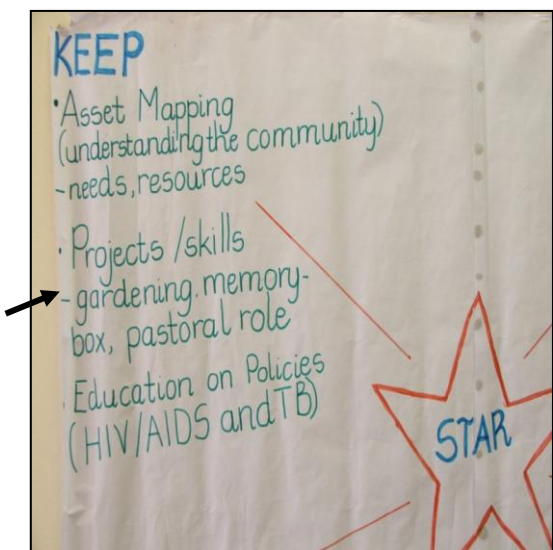 KEEP
• Asset Mapping
(understanding the community)
- needs, resources
• Projects / skills
- gardening. memory-
box, pastoral role
• Education on Policies
(HIV/AIDS and TB)
STAR